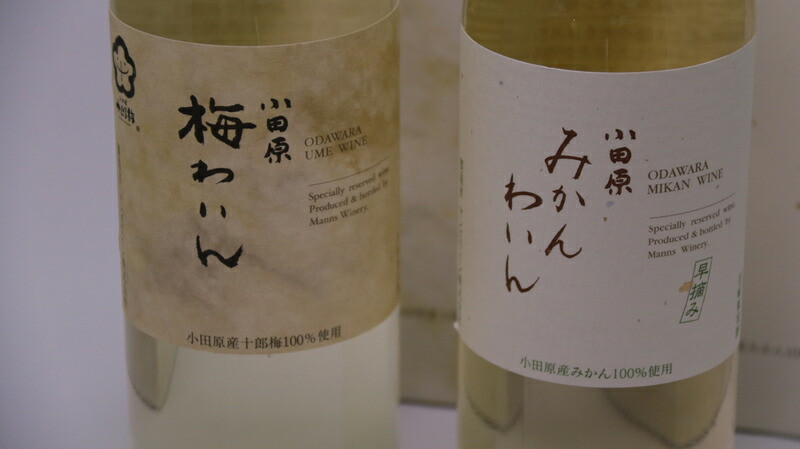 小田原
梅わいん
ODAWARA
UME WINE
Specially reserved wine.
Produced & bottled by
Manns Winery.
小田原産十郎梅100%使用
小田原
みかん
わいん
ODAWARA
MIKAN WINE
Specially reserved wine.
Produced & bottled by
Manns Winery.
早摘み
小田原産みかん100%使用